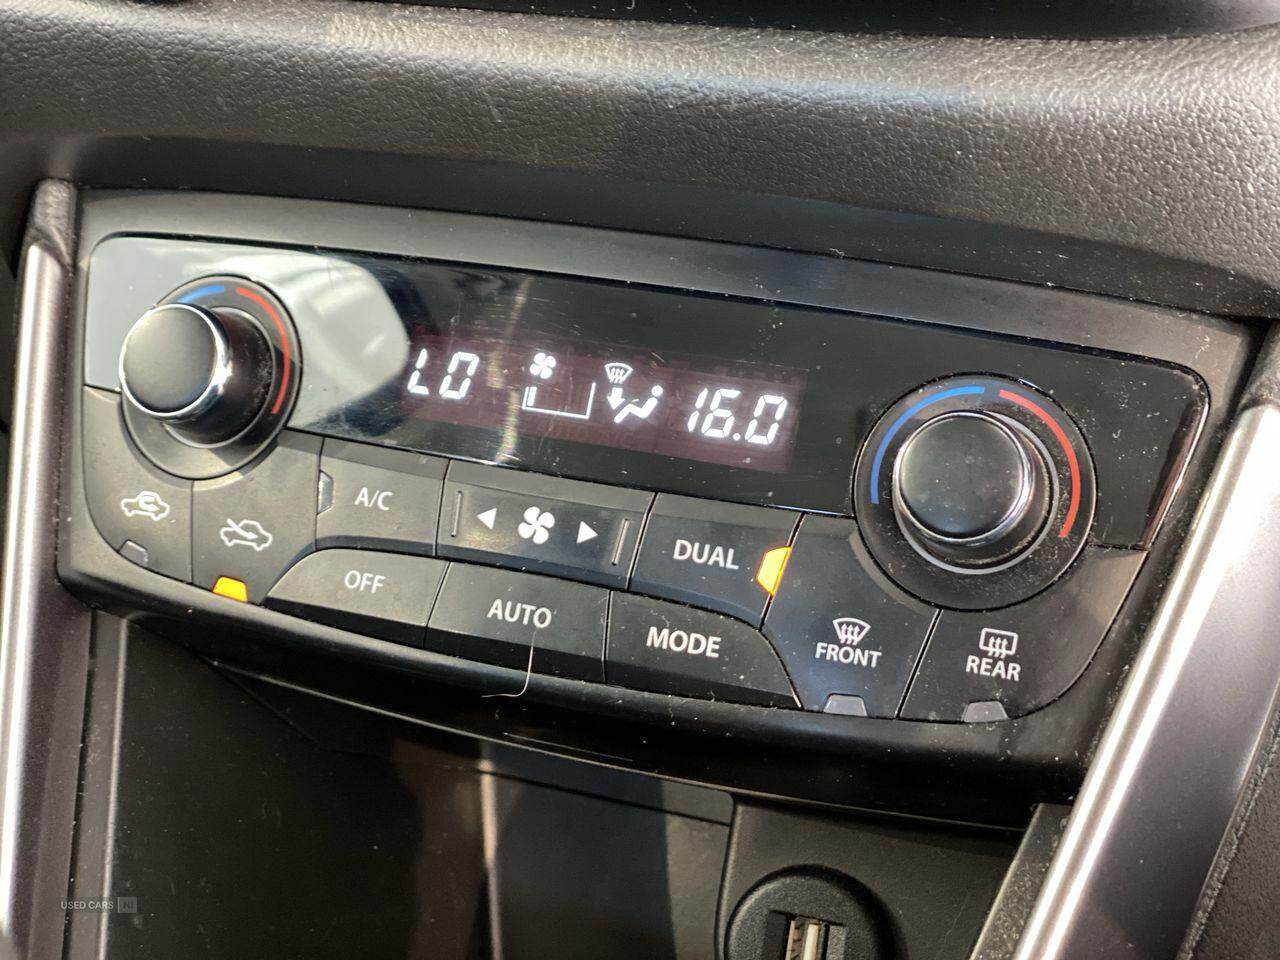 LO
16.0
A/C
DUAL
OFF
AUTO
MODE
FRONT
REAR
USED CARS NI